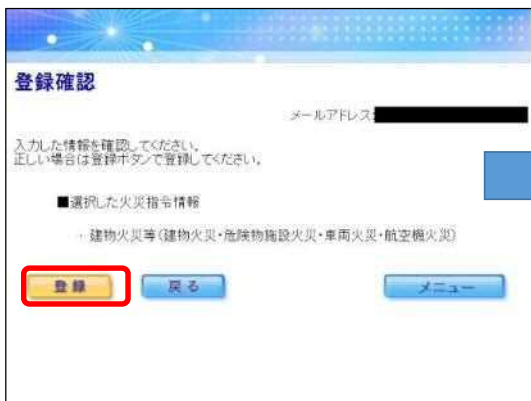 登録確認
メールアドレス:
入力した情報を確認してください。
正しい場合は登録ボタンで登録してください。
■選択した火災指令情報
・建物火災等(建物火災・危険物施設火災・車両火災・航空機火災)
登録 戻る メニュー